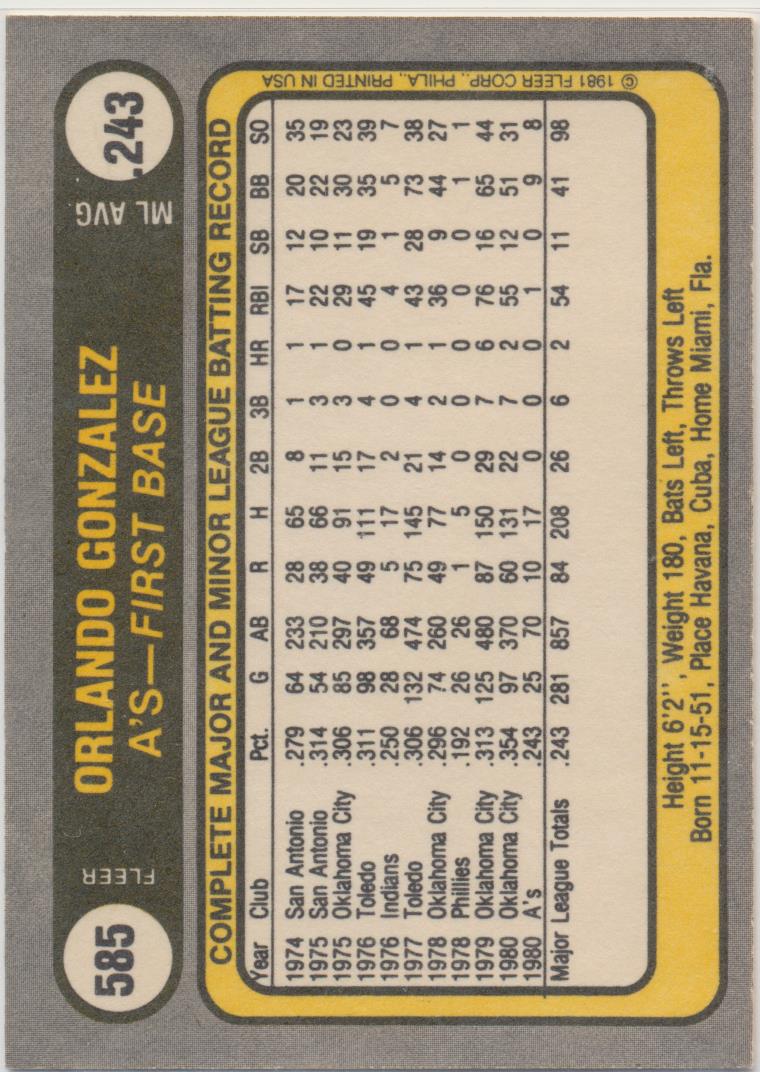 585
FLEER
ORLANDO GONZALEZ
A'S—FIRST BASE
ML AVG
.243
COMPLETE MAJOR AND MINOR LEAGUE BATTING RECORD
Year Club Pct. G AB R H 2B 3B HR RBI SB BB SO
1974 San Antonio .279 64 233 28 65 8 1 1 17 12 20 35
1975 San Antonio .314 54 210 38 66 11 3 1 22 10 22 19
1975 Oklahoma City .306 85 297 40 91 15 3 0 29 11 30 23
1976 Toledo .311 98 357 49 111 17 4 1 45 19 35 39
1976 Indians .250 28 68 5 17 2 0 0 4 1 5 7
1977 Toledo .306 132 474 75 145 21 4 1 43 28 73 38
1978 Oklahoma City .296 74 260 49 77 14 2 1 36 9 44 27
1978 Phillies .192 26 26 1 5 0 0 0 0 0 1 1
1979 Oklahoma City .313 125 480 87 150 29 7 6 76 16 65 44
1980 Oklahoma City .354 97 370 60 131 22 7 2 55 12 51 31
1980 A's .243 25 70 10 17 0 0 0 1 0 9 8
Major League Totals .243 281 857 84 208 26 6 2 54 11 41 98
Height 6'2", Weight 180, Bats Left, Throws Left
Born 11-15-51, Place Havana, Cuba, Home Miami, Fla.
© 1981 FLEER CORP., PHILA., PRINTED IN USA